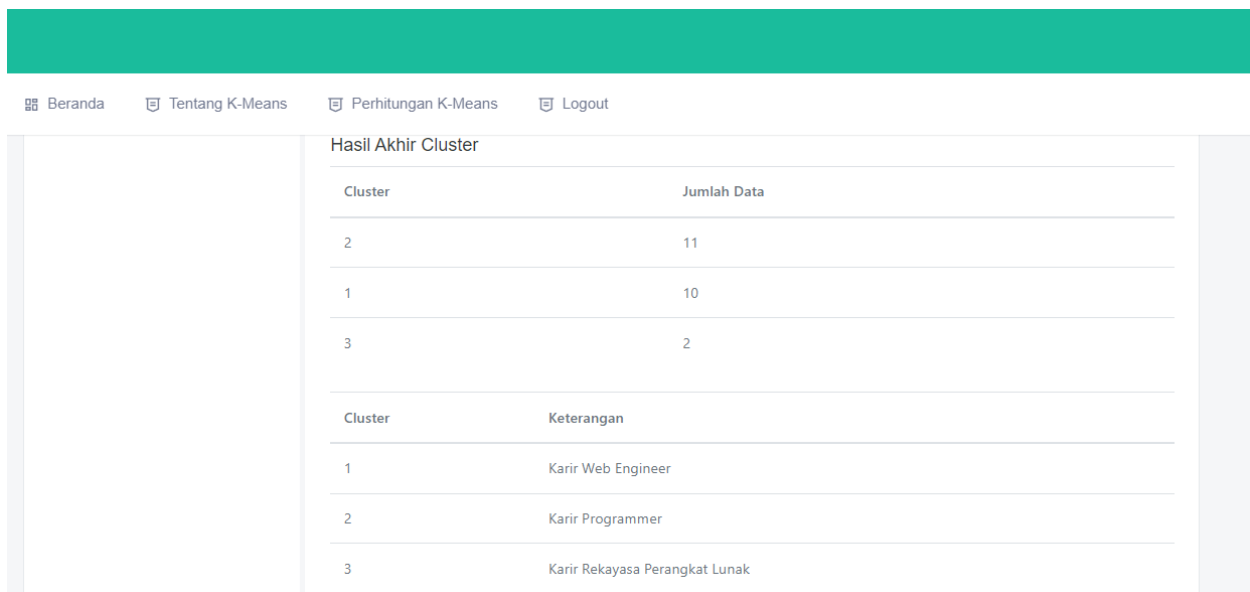 Beranda Tentang K-Means Perhitungan K-Means Logout
Hasil Akhir Cluster
Cluster Jumlah Data
2 11
1 10
3 2
Cluster Keterangan
1 Karir Web Engineer
2 Karir Programmer
3 Karir Rekayasa Perangkat Lunak